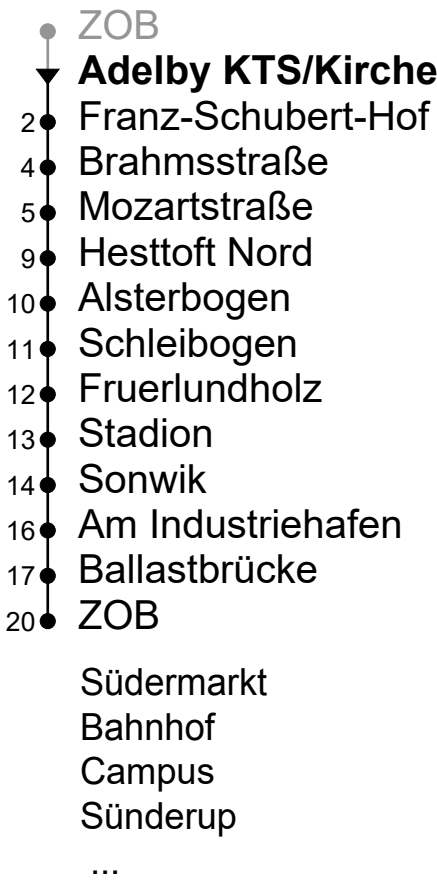 ZOB
Adelby KTS/Kirche
2 Franz-Schubert-Hof
4 Brahmsstraße
5 Mozartstraße
9 Hesttoft Nord
10 Alsterbogen
11 Schleibogen
12 Fruerlundholz
13 Stadion
14 Sonwik
16 Am Industriehafen
17 Ballastbrücke
20 ZOB
Südermarkt
Bahnhof
Campus
Sünderup
...